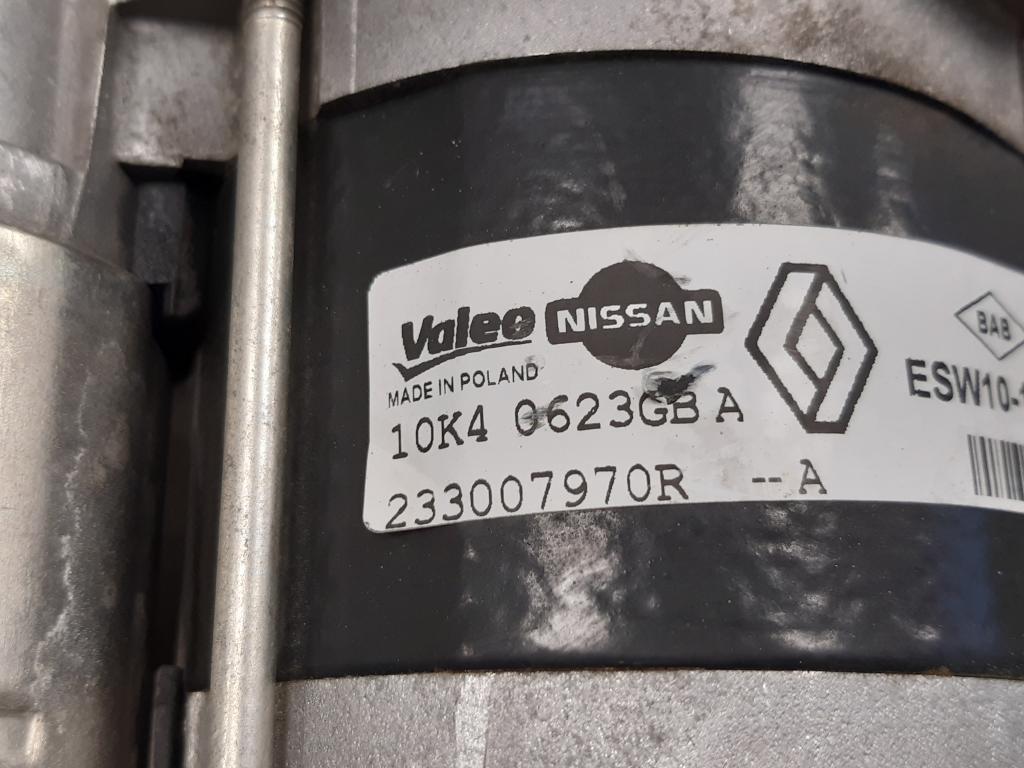 Valeo NISSAN
MADE IN POLAND
10K4 0623GB A
233007970R -- A
BAB
ESW10-